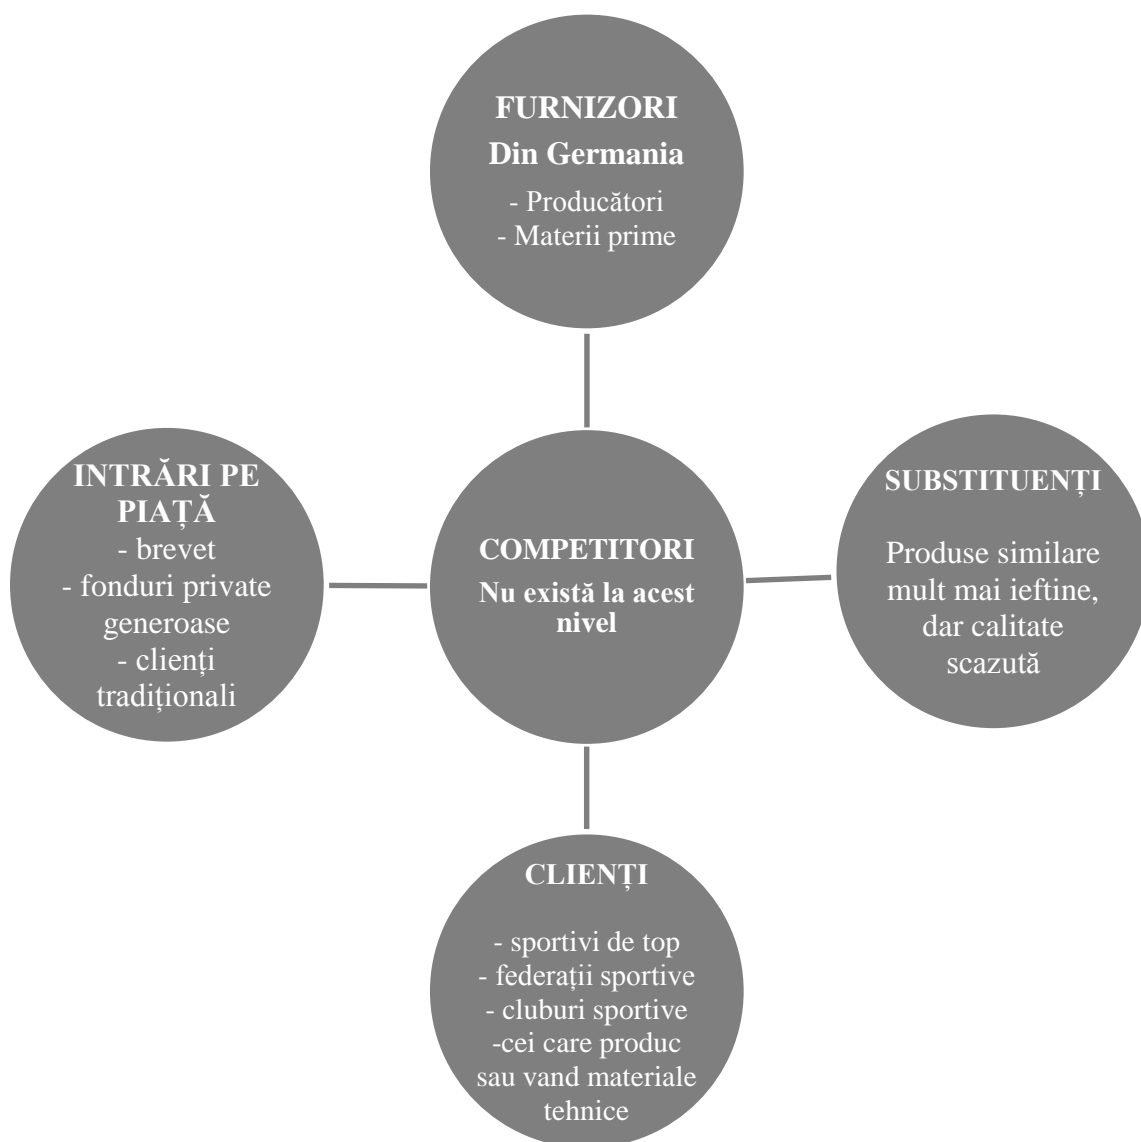 FURNIZORI
Din Germania
- Producători
- Materii prime
INTRĂRI PE
PIAȚĂ
- brevet
- fonduri private
generoase
- clienți
tradiționali
COMPETITORI
Nu există la acest
nivel
SUBSTITUENȚI
Produse similare
mult mai ieftine,
dar calitate
scazută
CLIENȚI
- sportivi de top
- federații sportive
- cluburi sportive
-cei care produc
sau vand materiale
tehnice